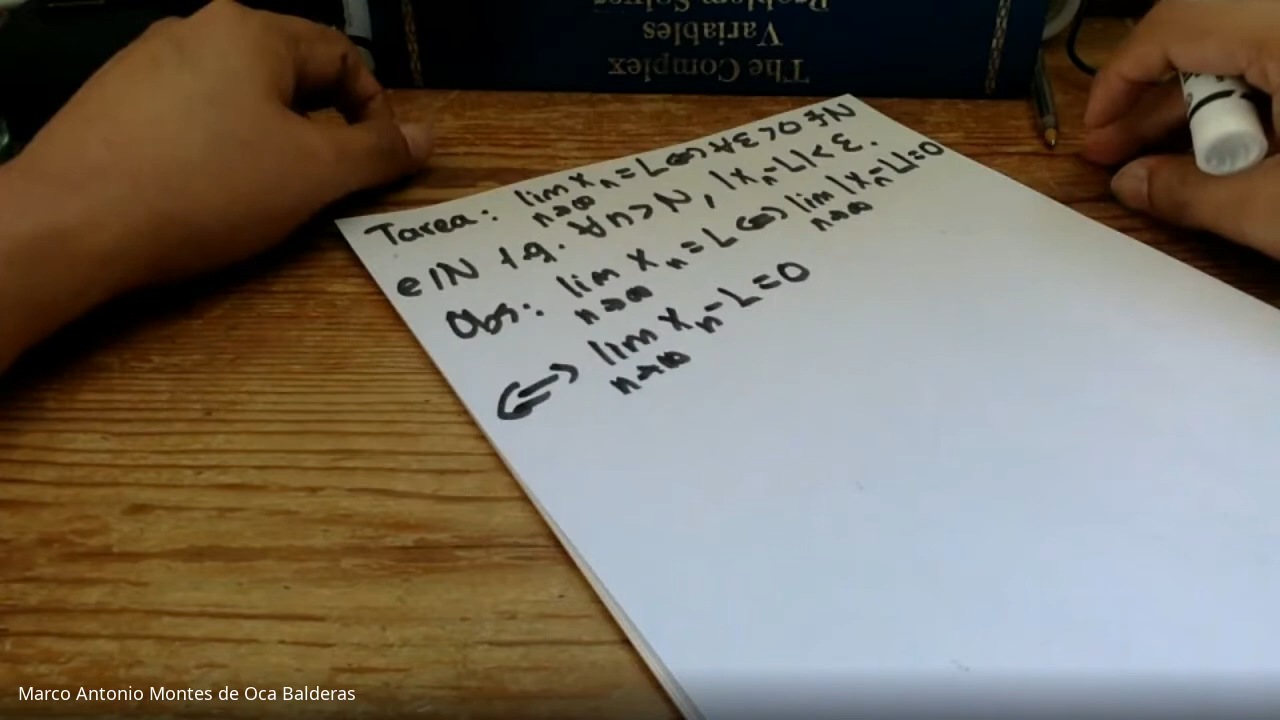 The Complex
Variables
Problem Solver
Tarea: lim xₙ = L ⇔ ∀ε>0 ∃N
n→∞
∈ ℕ t.q. ∀n>N, |xₙ-L|<ε.
Obs: lim xₙ = L ⇔ lim |xₙ-L|=0
n→∞ n→∞
⇔ lim xₙ-L=0
n→∞
Marco Antonio Montes de Oca Balderas